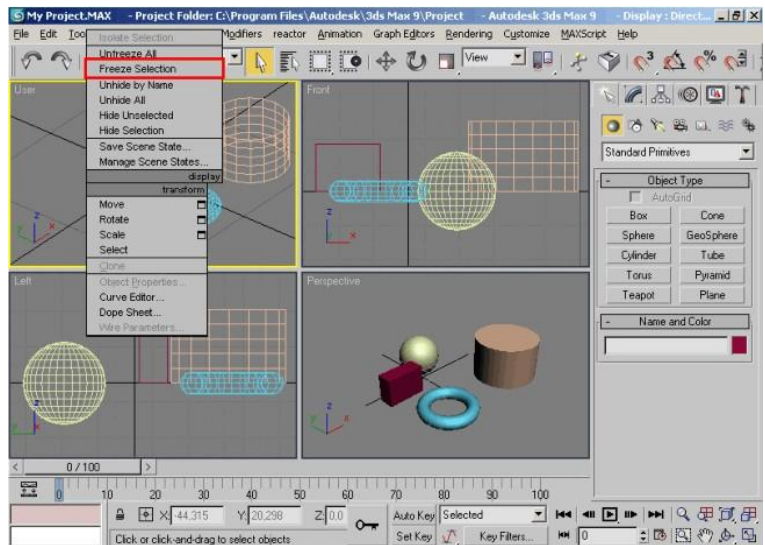 My Project.MAX - Project Folder: C:\Program Files\Autodesk\3ds Max 9\Project - Autodesk 3ds Max 9 - Display : Direct...
File Edit Too Modifiers reactor Animation Graph Editors Rendering Customize MAXScript Help
Isolate Selection
Unfreeze All
Freeze Selection
Unhide by Name
Unhide All
Hide Unselected
Hide Selection
Save Scene State...
Manage Scene States...
display
transform
Move
Rotate
Scale
Select
Clone
Object Properties...
Curve Editor...
Dope Sheet...
Wire Parameters...
View
User
Front
Left
Perspective
z
x
z
x
z
y
z
y x
Standard Primitives
- Object Type
AutoGrid
Box Cone
Sphere GeoSphere
Cylinder Tube
Torus Pyramid
Teapot Plane
- Name and Color
< 0 / 100 >
0 10 20 30 40 50 60 70 80 90 100
X: -44,315 Y: 20,298 Z: 0,0 Auto Key Selected
Click or click-and-drag to select objects Set Key Key Filters... 0